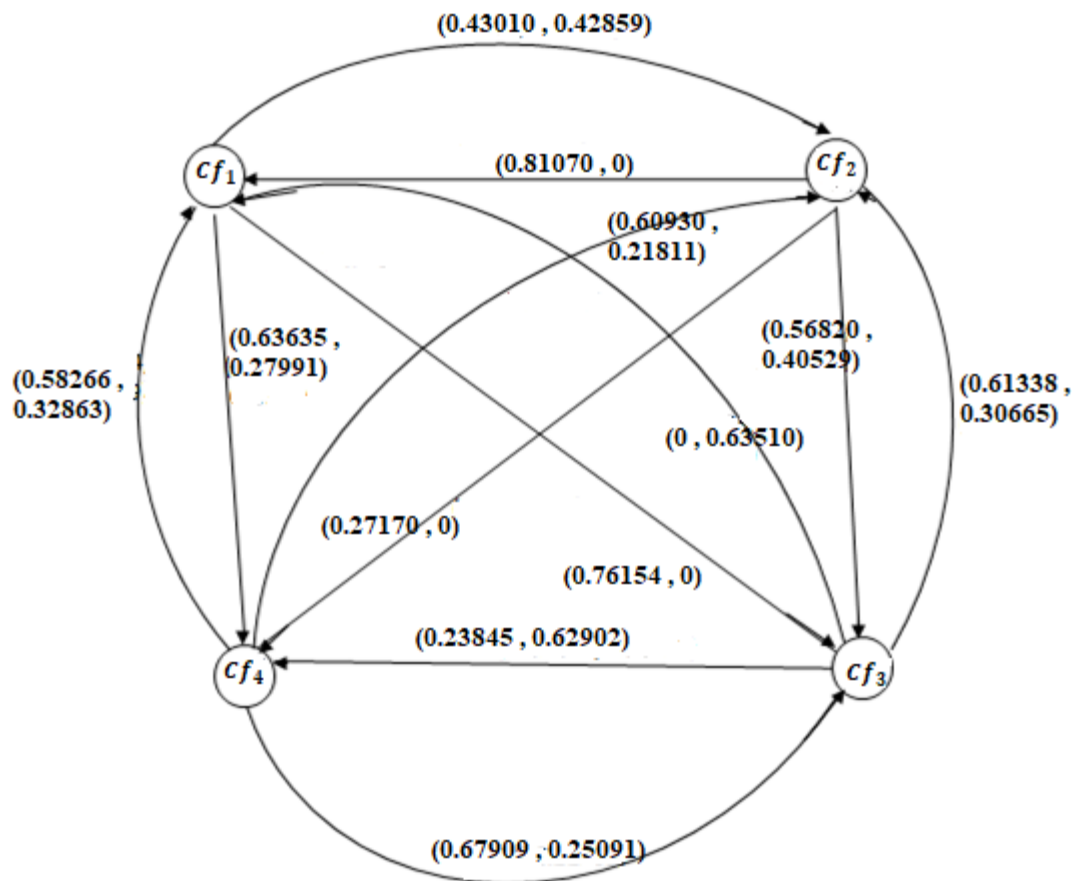 (0.43010 , 0.42859)
Cf1
(0.81070 , 0)
Cf2
(0.60930 ,
0.21811)
(0.63635 ,
0.27991)
(0.56820 ,
0.40529)
(0.58266 ,
0.32863)
(0.61338 ,
0.30665)
(0 , 0.63510)
(0.27170 , 0)
(0.76154 , 0)
(0.23845 , 0.62902)
Cf4
Cf3
(0.67909 , 0.25091)